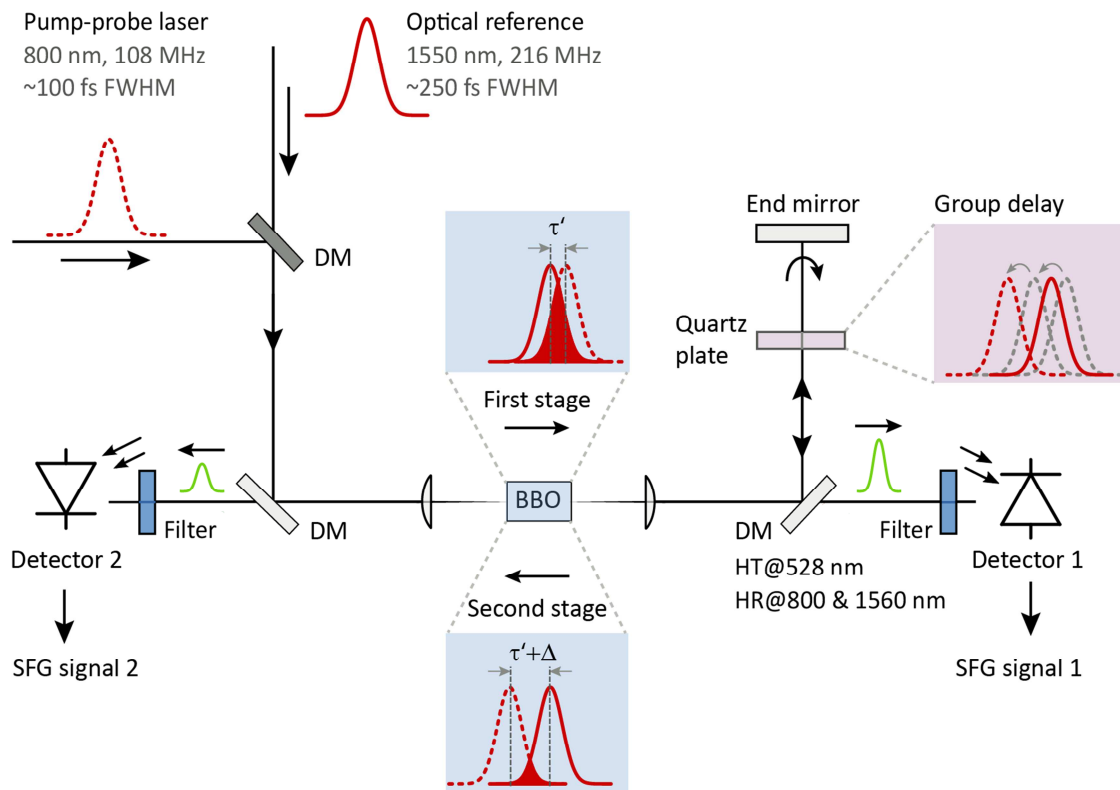 Pump-probe laser
800 nm, 108 MHz
~100 fs FWHM
Optical reference
1550 nm, 216 MHz
~250 fs FWHM
DM
τ‘
First stage
End mirror
Quartz
plate
Group delay
Detector 2
Filter
DM
BBO
DM
HT@528 nm
HR@800 & 1560 nm
Filter
Detector 1
Second stage
τ‘+Δ
SFG signal 2
SFG signal 1